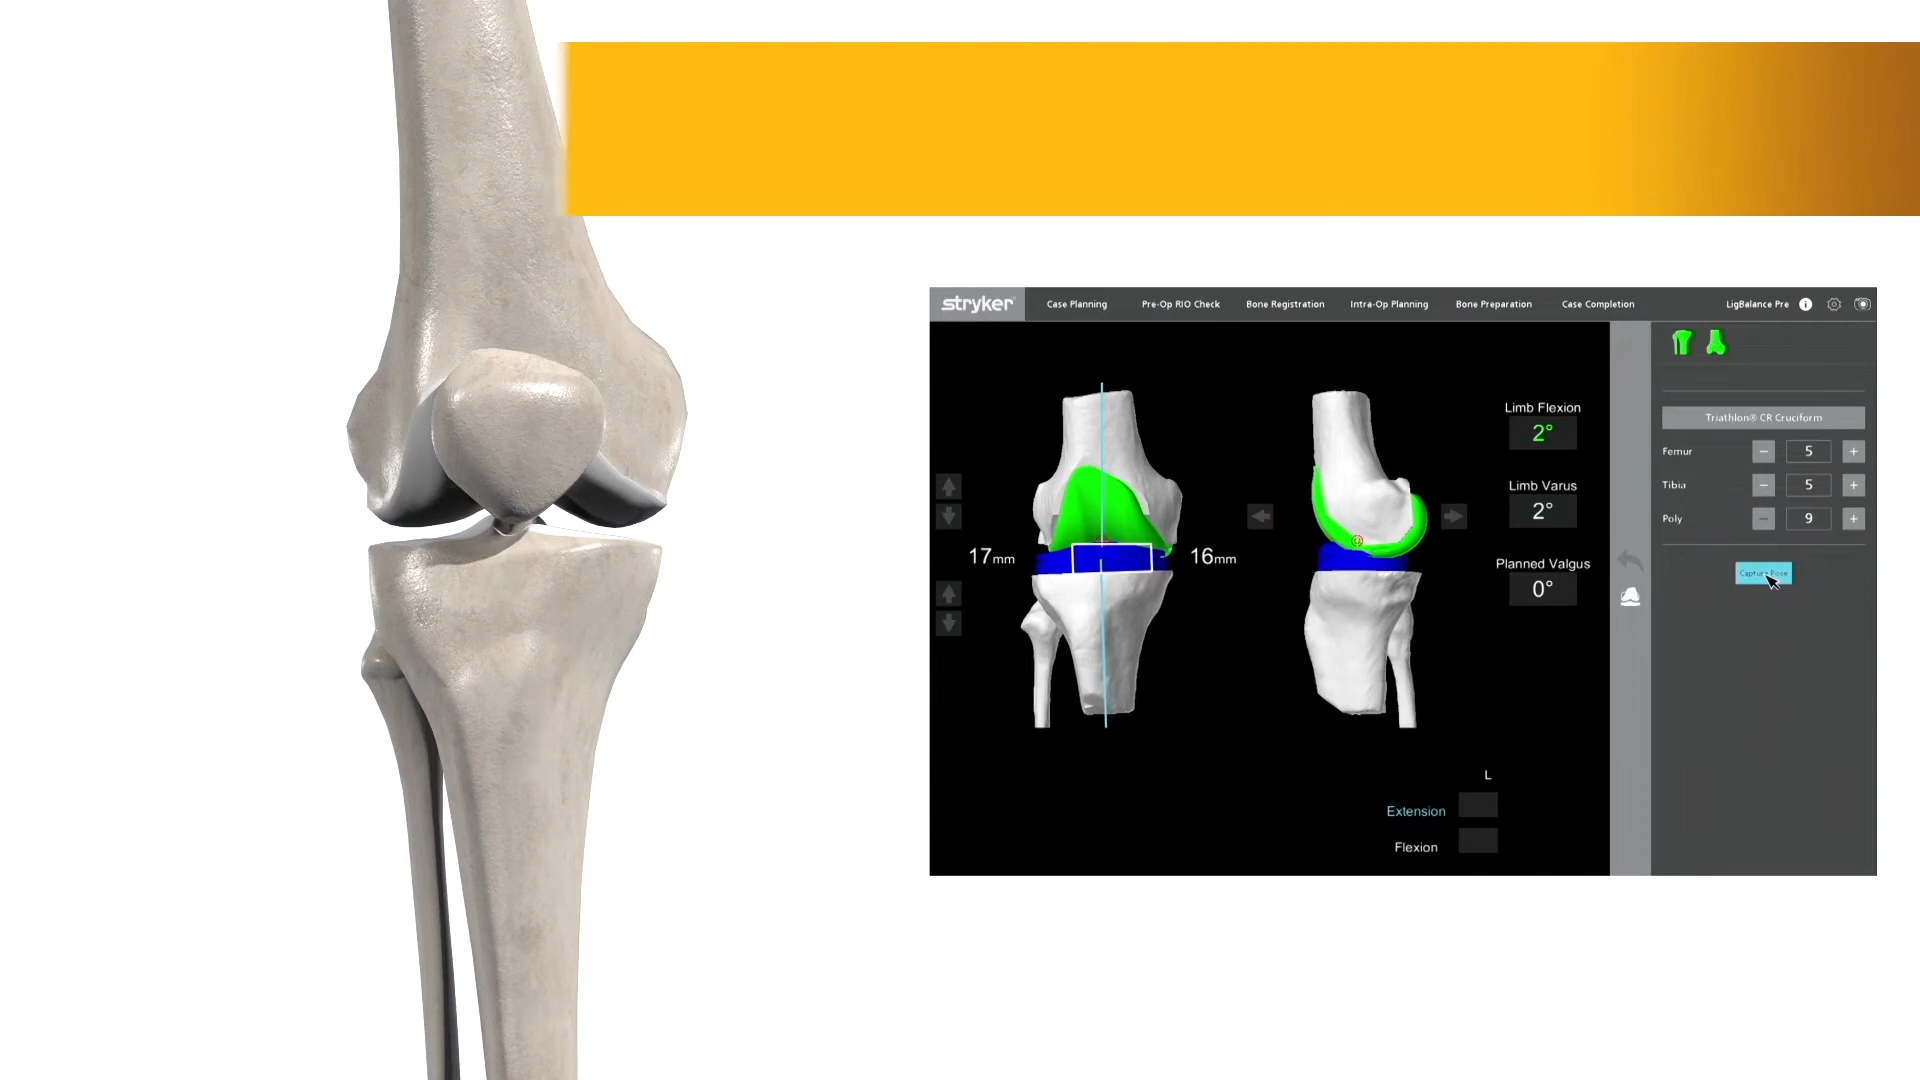 stryker
Case Planning
Pre-Op RIO Check
Bone Registration
Intra-Op Planning
Bone Preparation
Case Completion
LigBalance Pre
Triathlon® CR Cruciform
Femur − 5 +
Tibia − 5 +
Poly − 9 +
Capture Pose
Limb Flexion
2°
Limb Varus
2°
Planned Valgus
0°
17mm
16mm
L
Extension
Flexion